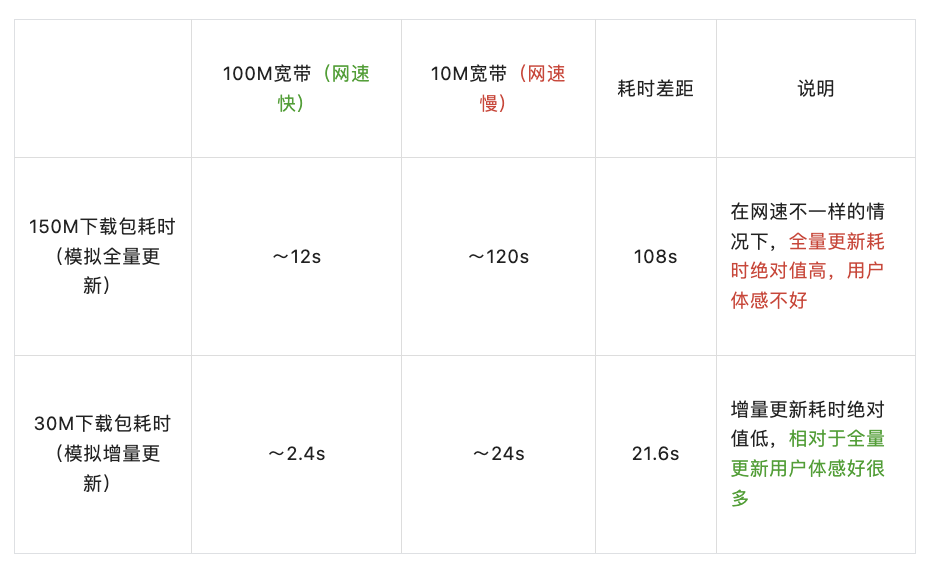 100M宽带（网速
快）
10M宽带（网速
慢）
耗时差距
说明
150M下载包耗时
（模拟全量更
新）
～12s
～120s
108s
在网速不一样的情
况下，全量更新耗
时绝对值高，用户
体感不好
30M下载包耗时
（模拟增量更
新）
～2.4s
～24s
21.6s
增量更新耗时绝对
值低，相对于全量
更新用户体感好很
多